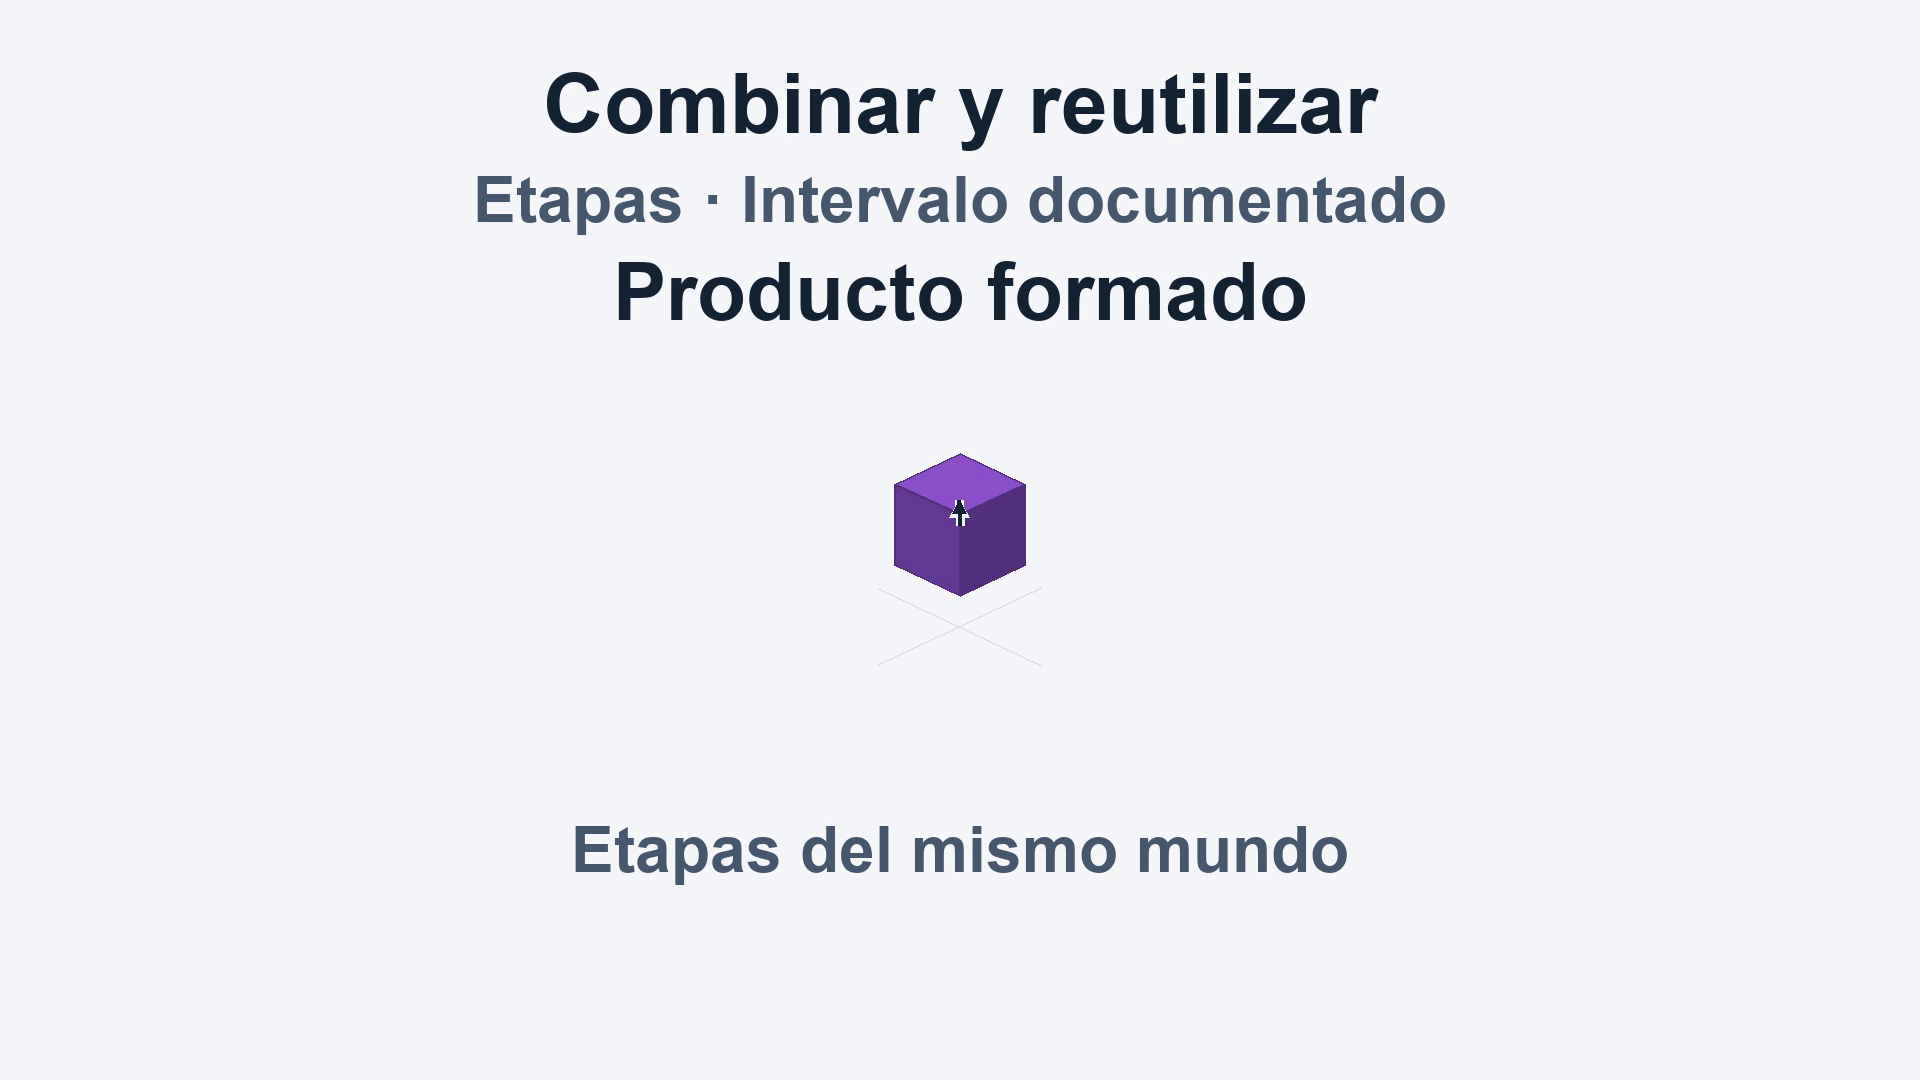 Combinar y reutilizar
Etapas · Intervalo documentado
Producto formado
Etapas del mismo mundo